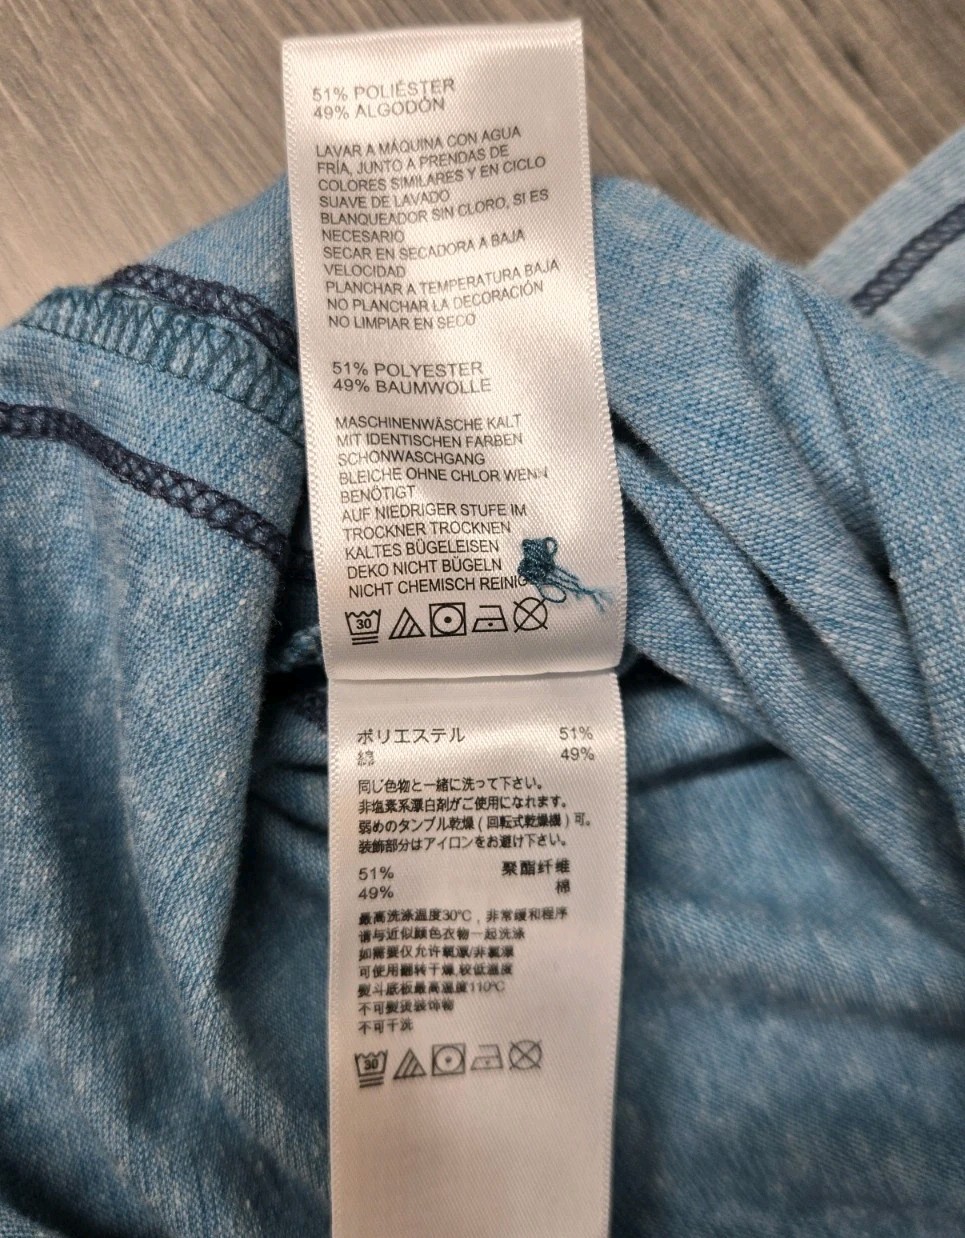 51% POLIÉSTER
49% ALGODÓN
LAVAR A MÁQUINA CON AGUA
FRÍA, JUNTO A PRENDAS DE
COLORES SIMILARES Y EN CICLO
SUAVE DE LAVADO
BLANQUEADOR SIN CLORO, SI ES
NECESARIO
SECAR EN SECADORA A BAJA
VELOCIDAD
PLANCHAR A TEMPERATURA BAJA
NO PLANCHAR LA DECORACIÓN
NO LIMPIAR EN SECO
51% POLYESTER
49% BAUMWOLLE
MASCHINENWÄSCHE KALT
MIT IDENTISCHEN FARBEN
SCHONWASCHGANG
BLEICHE OHNE CHLOR WENN
BENÖTIGT
AUF NIEDRIGER STUFE IM
TROCKNER TROCKNEN
KALTES BÜGELEISEN
DEKO NICHT BÜGELN
NICHT CHEMISCH REINIG
30
ポリエステル 51%
綿 49%
同じ色物と一緒に洗って下さい。
非塩素系漂白剤がご使用になれます。
弱めのタンブル乾燥(回転式乾燥機)可。
装飾部分はアイロンをお避け下さい。
51% 聚酯纤维
49% 棉
最高洗涤温度30℃，非常缓和程序
请与近似颜色衣物一起洗涤
如需要仅允许氧漂/非氯漂
可使用翻转干燥,较低温度
熨斗底板最高温度110℃
不可熨烫装饰物
不可干洗
30